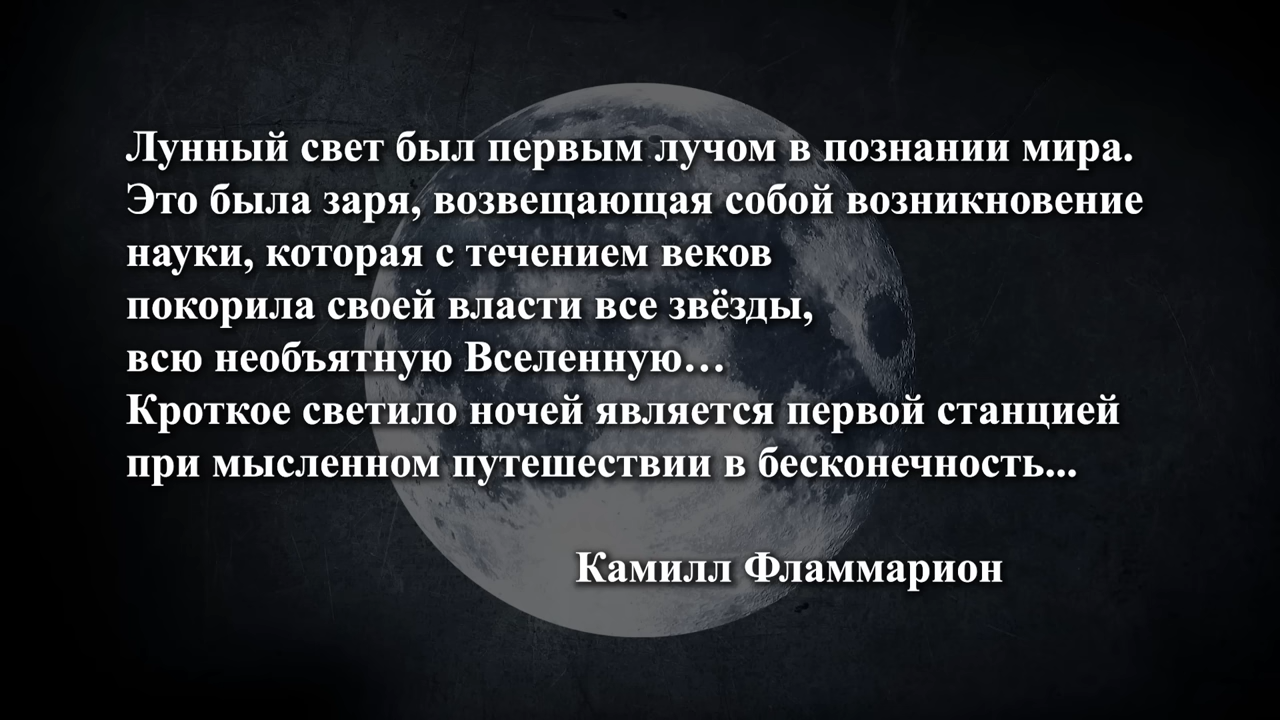 Лунный свет был первым лучом в познании мира.
Это была заря, возвещающая собой возникновение
науки, которая с течением веков
покорила своей власти все звёзды,
всю необъятную Вселенную…
Кроткое светило ночей является первой станцией
при мысленном путешествии в бесконечность...
Камилл Фламмарион